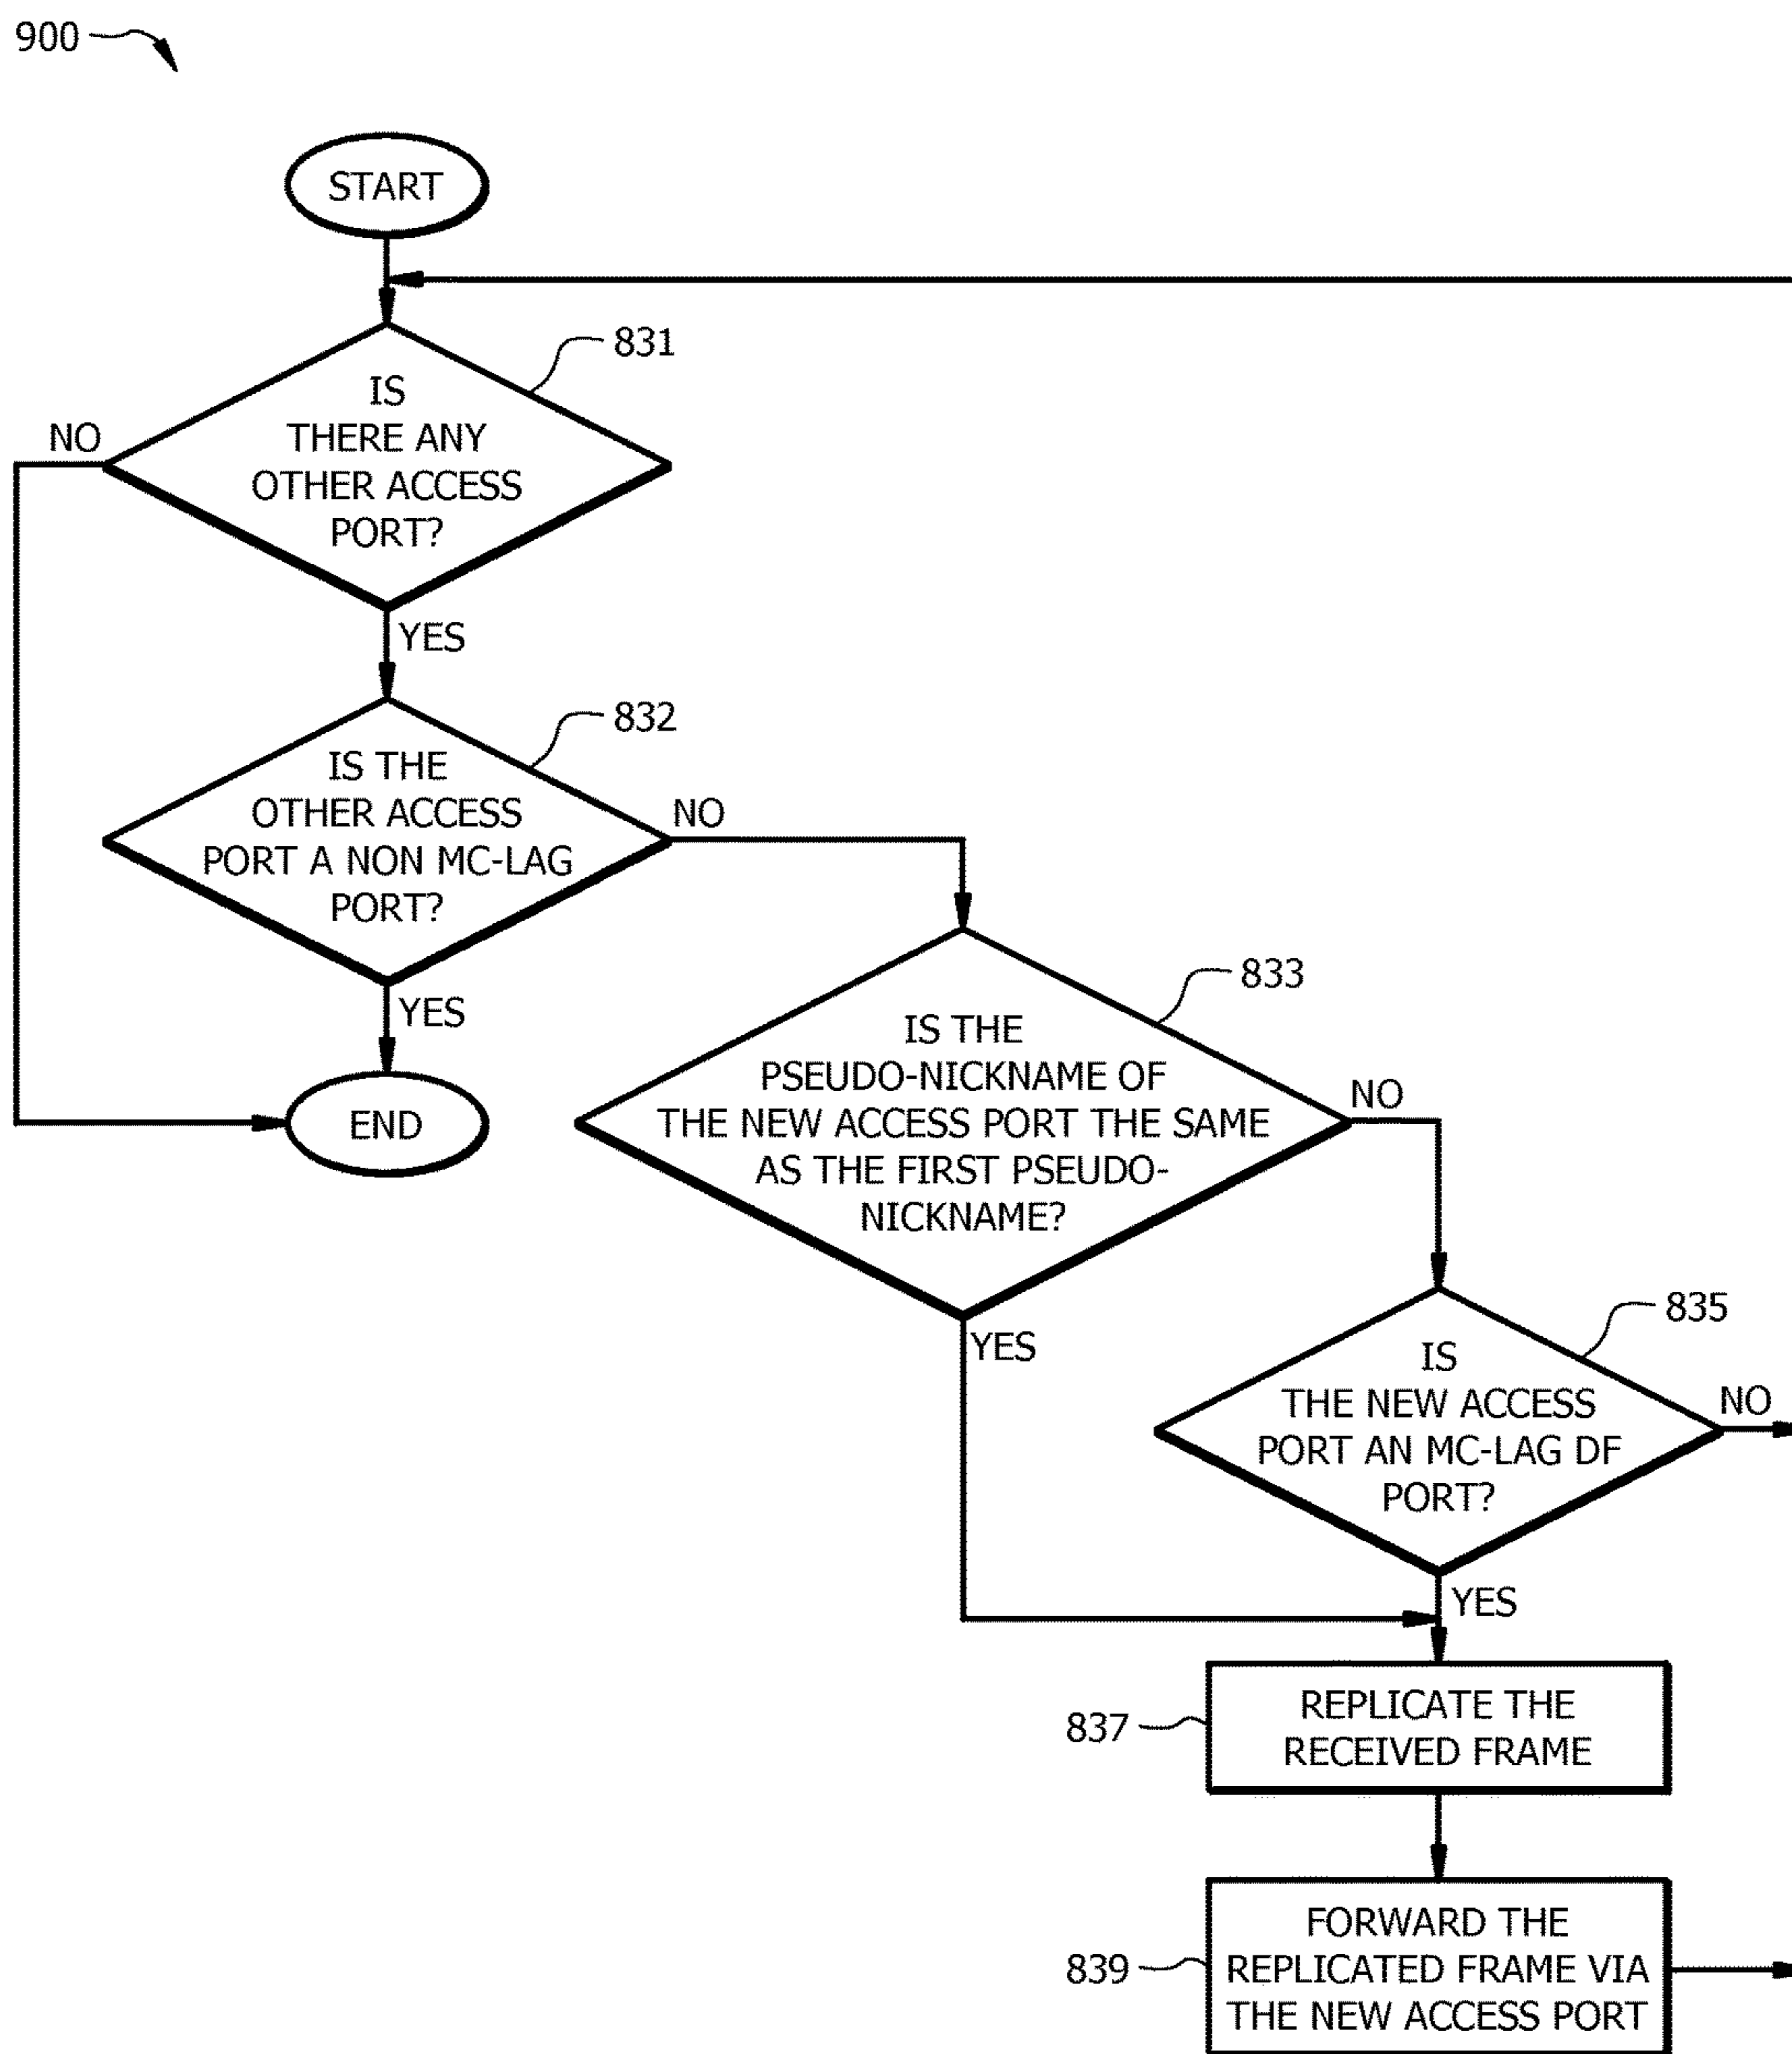 900
START
831
IS
THERE ANY
OTHER ACCESS
PORT?
NO
YES
832
IS THE
OTHER ACCESS
PORT A NON MC-LAG
PORT?
NO
YES
END
833
IS THE
PSEUDO-NICKNAME OF
THE NEW ACCESS PORT THE SAME
AS THE FIRST PSEUDO-
NICKNAME?
NO
YES
835
IS
THE NEW ACCESS
PORT AN MC-LAG DF
PORT?
NO
YES
837
REPLICATE THE
RECEIVED FRAME
839
FORWARD THE
REPLICATED FRAME VIA
THE NEW ACCESS PORT